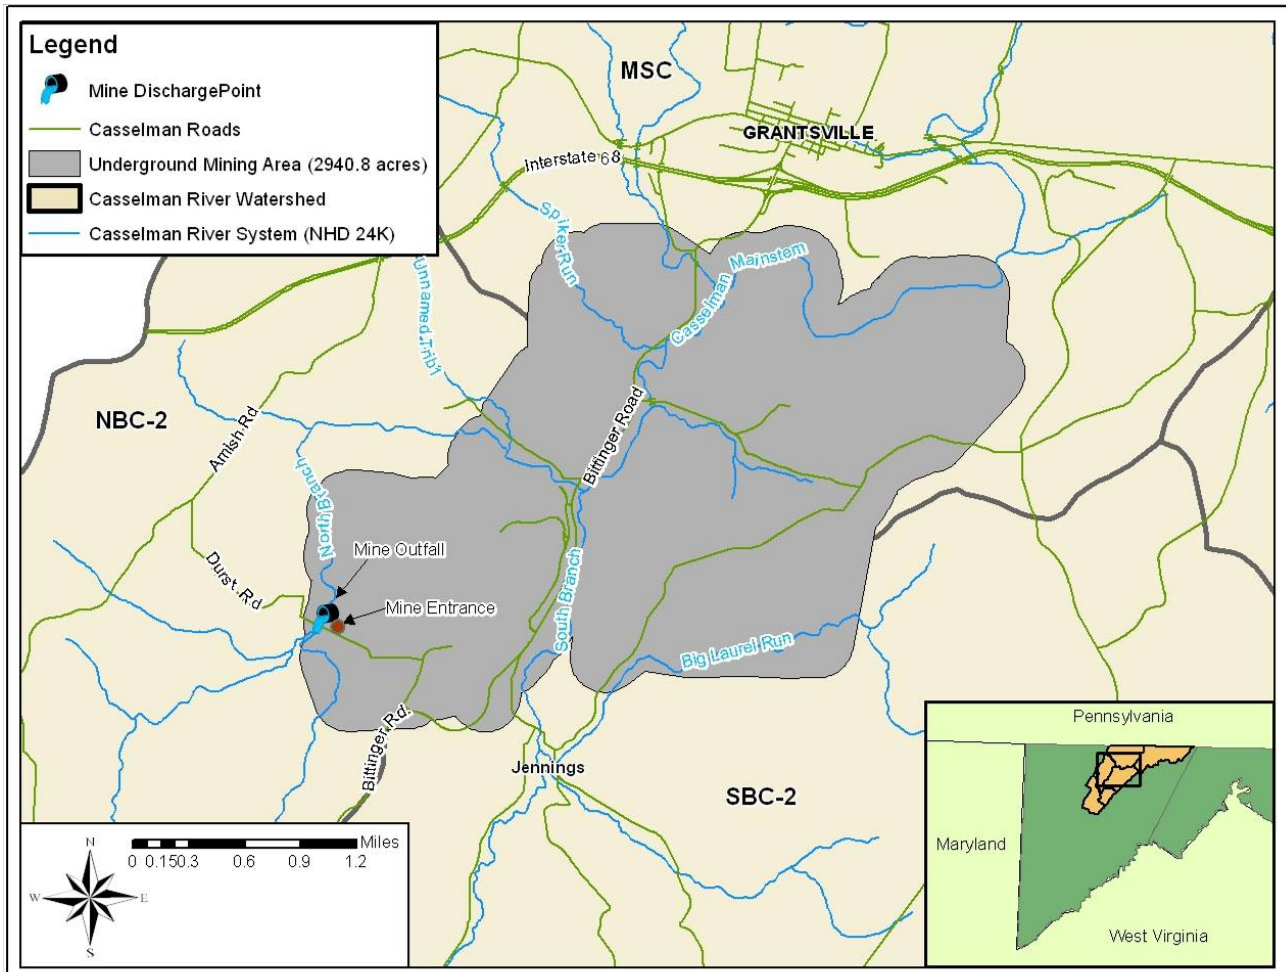 Legend
Mine DischargePoint
Casselman Roads
Underground Mining Area (2940.8 acres)
Casselman River Watershed
Casselman River System (NHD 24K)
MSC
GRANTSVILLE
Interstate 68
Spiker Run
Casselman Mainstem
Unnamed Trib1
NBC-2
Amish Rd
North Branch
Bittinger Road
Durst Rd
Mine Outfall
Mine Entrance
South Branch
Big Laurel Run
Bittinger Rd.
Jennings
SBC-2
N
W
E
S
Miles
0 0.15 0.3 0.6 0.9 1.2
Pennsylvania
Maryland
West Virginia